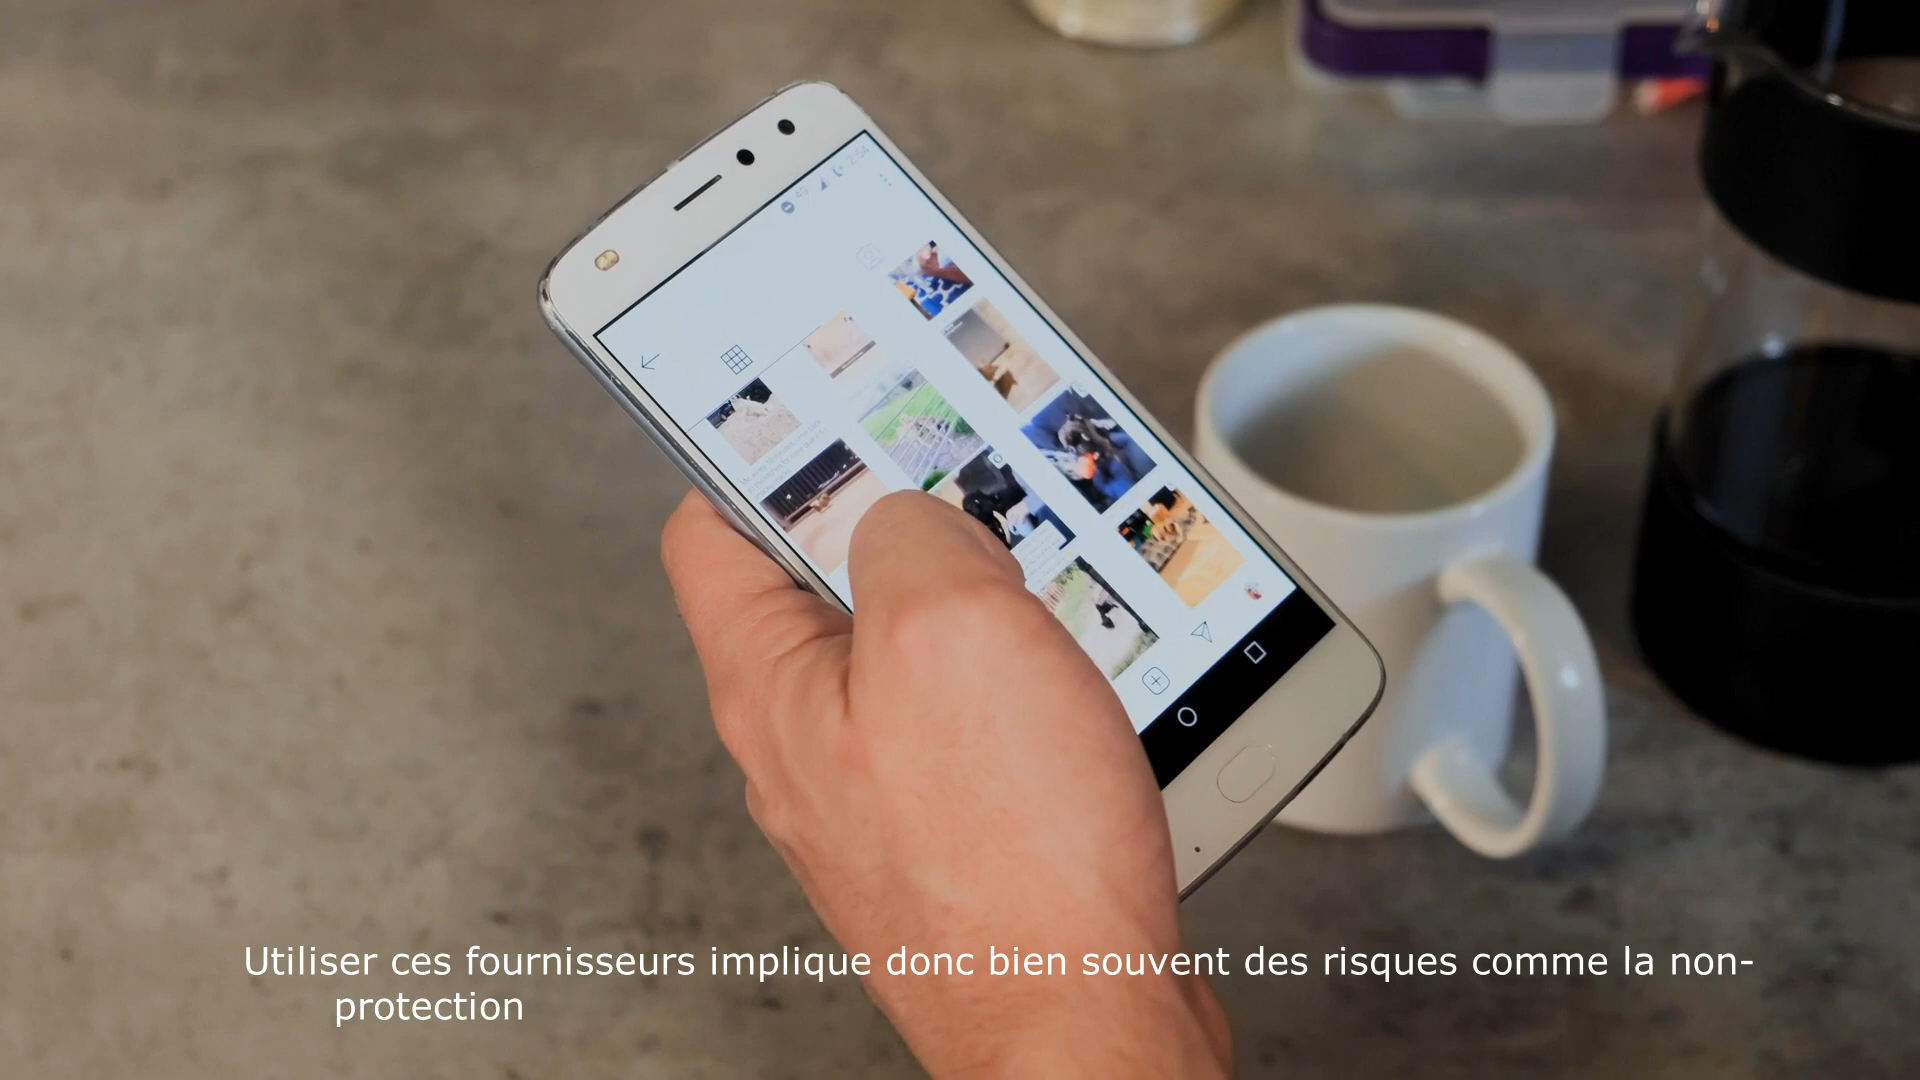 Utiliser ces fournisseurs implique donc bien souvent des risques comme la non-
protection